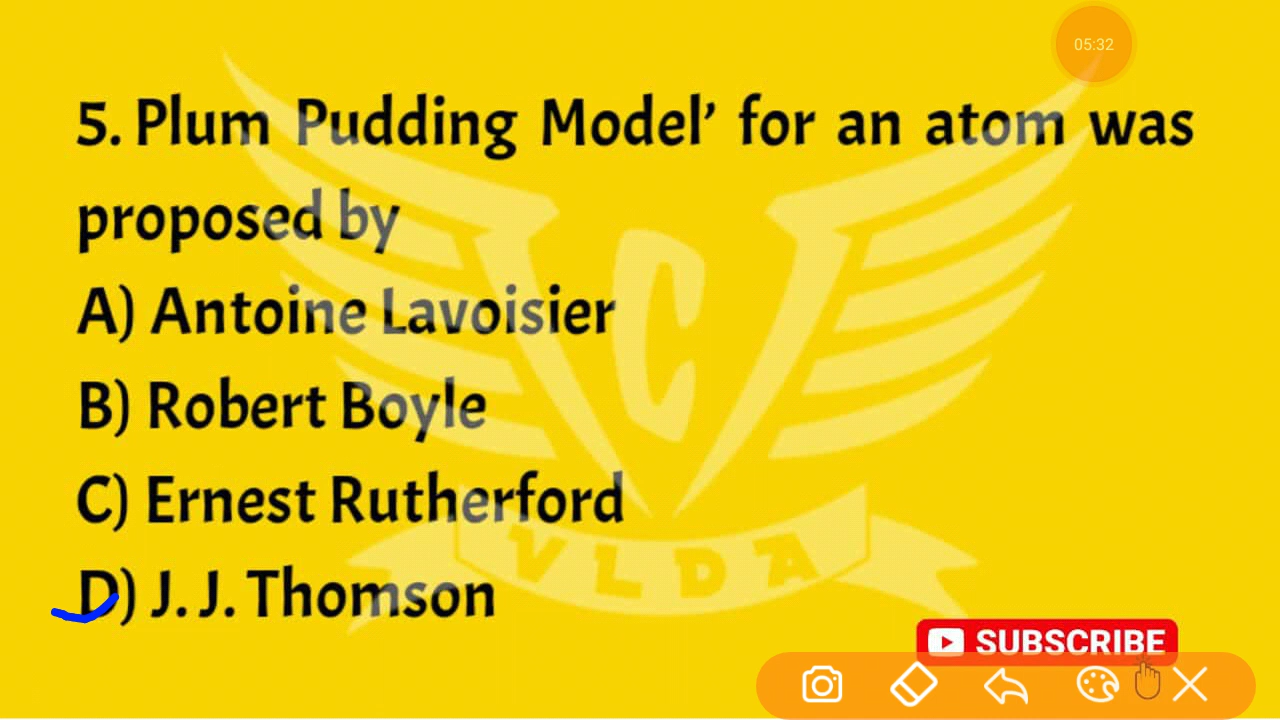 05:32
5. Plum Pudding Model’ for an atom was
proposed by
A) Antoine Lavoisier
B) Robert Boyle
C) Ernest Rutherford
D) J. J. Thomson
C
VLDA
SUBSCRIBE